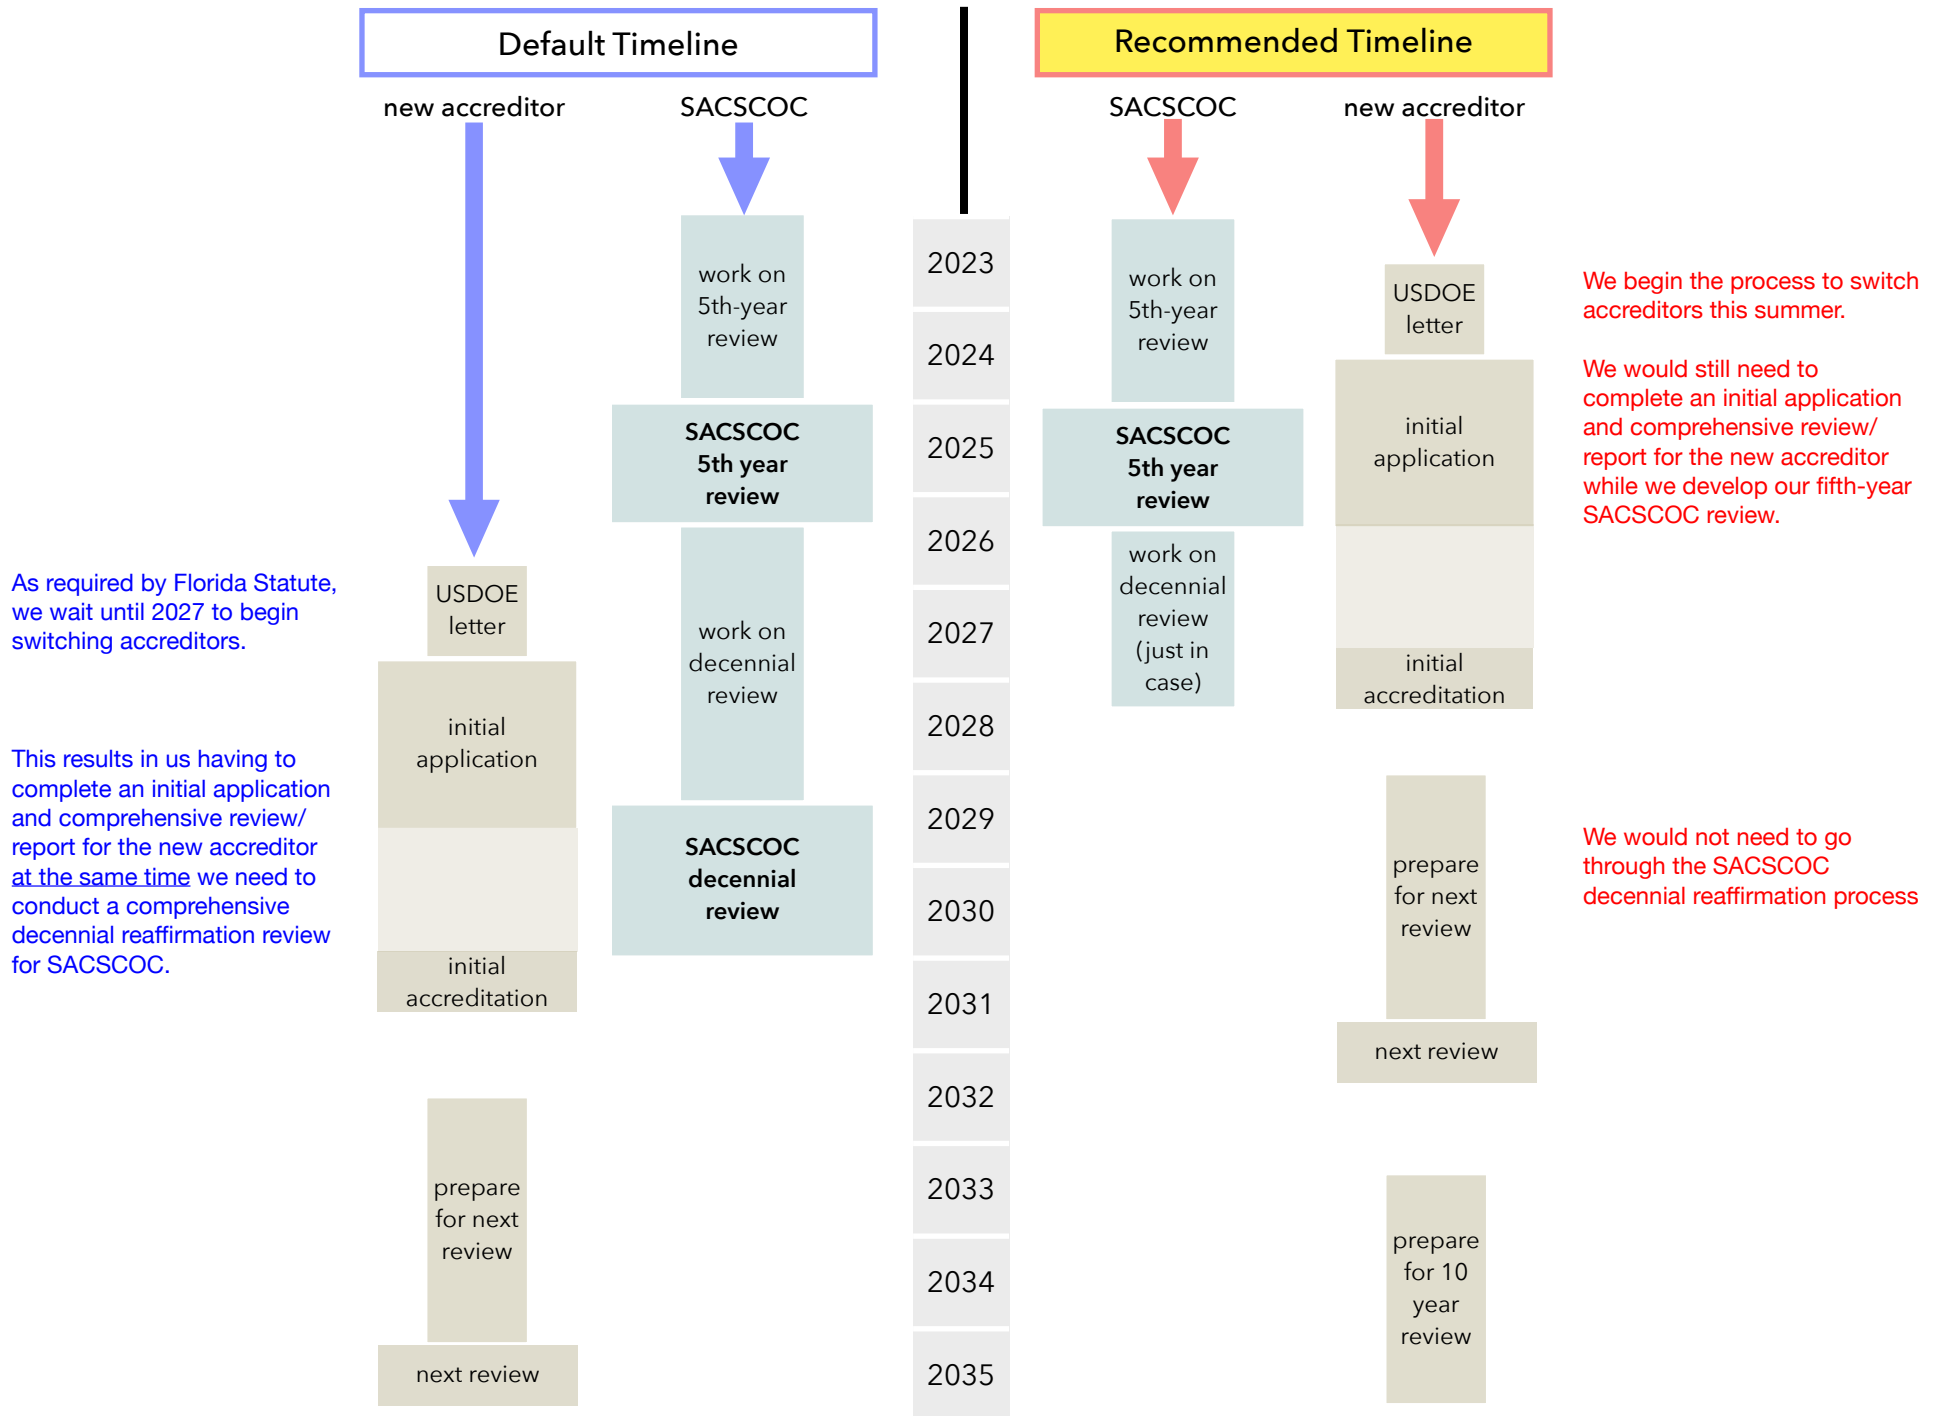 Default Timeline
Recommended Timeline
new accreditor
SACSCOC
SACSCOC
new accreditor
As required by Florida Statute,
we wait until 2027 to begin
switching accreditors.
This results in us having to
complete an initial application
and comprehensive review/
report for the new accreditor
at the same time we need to
conduct a comprehensive
decennial reaffirmation review
for SACSCOC.
USDOE
letter
initial
application
initial
accreditation
prepare
for next
review
next review
work on
5th-year
review
SACSCOC
5th year
review
work on
decennial
review
SACSCOC
decennial
review
2023
2024
2025
2026
2027
2028
2029
2030
2031
2032
2033
2034
2035
work on
5th-year
review
SACSCOC
5th year
review
work on
decennial
review
(just in
case)
USDOE
letter
initial
application
initial
accreditation
prepare
for next
review
next review
prepare
for 10
year
review
We begin the process to switch
accreditors this summer.
We would still need to
complete an initial application
and comprehensive review/
report for the new accreditor
while we develop our fifth-year
SACSCOC review.
We would not need to go
through the SACSCOC
decennial reaffirmation process